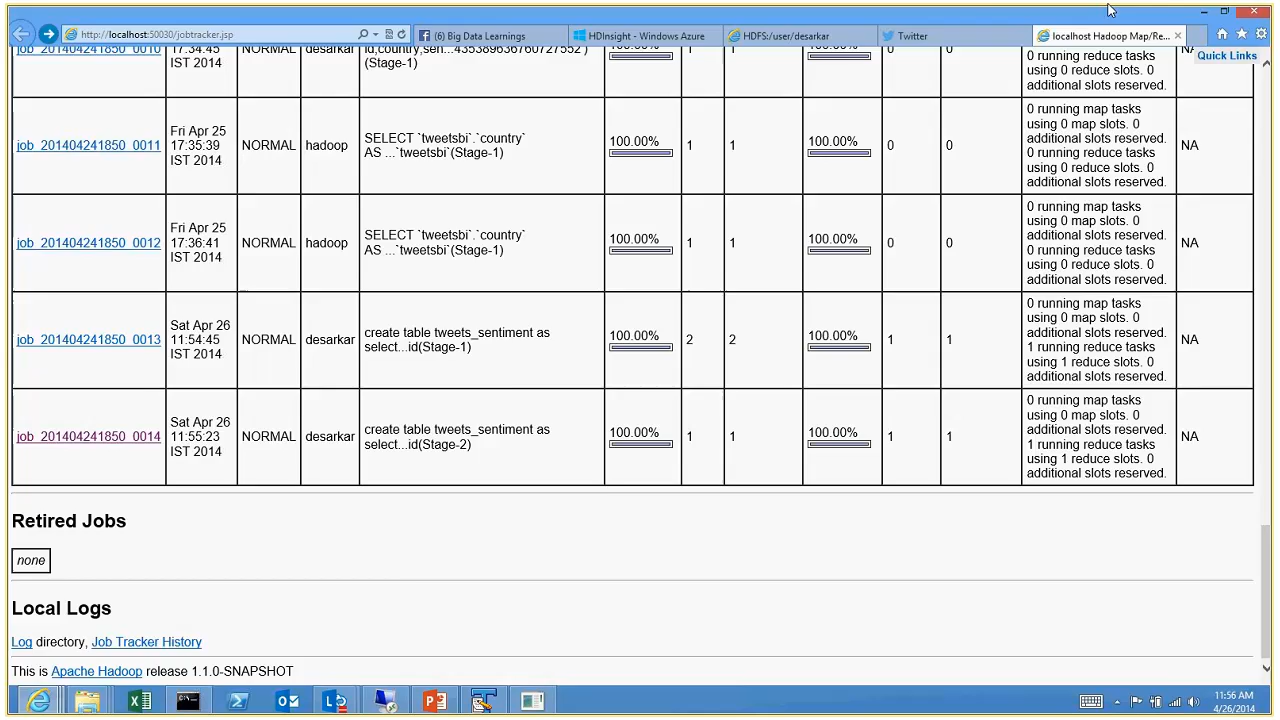 http://localhost:50030/jobtracker.jsp
(6) Big Data Learnings
HDInsight - Windows Azure
HDFS:/user/desarkar
Twitter
localhost Hadoop Map/Re...
Quick Links
job_201404241850_0010
17:34:45
IST 2014
NORMAL
desarkar
(Stage-1)
100.00%
1
1
100.00%
0
0
0 running reduce tasks
using 0 reduce slots. 0
additional slots reserved.
NA
job_201404241850_0011
Fri Apr 25
17:35:39
IST 2014
NORMAL
hadoop
SELECT `tweetsbi`.`country`
AS ...`tweetsbi`(Stage-1)
100.00%
1
1
100.00%
0
0
0 running map tasks
using 0 map slots. 0
additional slots reserved.
0 running reduce tasks
using 0 reduce slots. 0
additional slots reserved.
NA
job_201404241850_0012
Fri Apr 25
17:36:41
IST 2014
NORMAL
hadoop
SELECT `tweetsbi`.`country`
AS ...`tweetsbi`(Stage-1)
100.00%
1
1
100.00%
0
0
0 running map tasks
using 0 map slots. 0
additional slots reserved.
0 running reduce tasks
using 0 reduce slots. 0
additional slots reserved.
NA
job_201404241850_0013
Sat Apr 26
11:54:45
IST 2014
NORMAL
desarkar
create table tweets_sentiment as
select...id(Stage-1)
100.00%
2
2
100.00%
1
1
0 running map tasks
using 0 map slots. 0
additional slots reserved.
1 running reduce tasks
using 1 reduce slots. 0
additional slots reserved.
NA
job_201404241850_0014
Sat Apr 26
11:55:23
IST 2014
NORMAL
desarkar
create table tweets_sentiment as
select...id(Stage-2)
100.00%
1
1
100.00%
1
1
0 running map tasks
using 0 map slots. 0
additional slots reserved.
1 running reduce tasks
using 1 reduce slots. 0
additional slots reserved.
NA
Retired Jobs
none
Local Logs
Log directory, Job Tracker History
This is Apache Hadoop release 1.1.0-SNAPSHOT
11:56 AM
4/26/2014